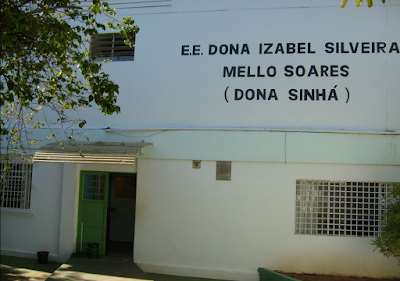 E.E. DONA IZABEL SILVEIRA
MELLO SOARES
( DONA SINHÁ )